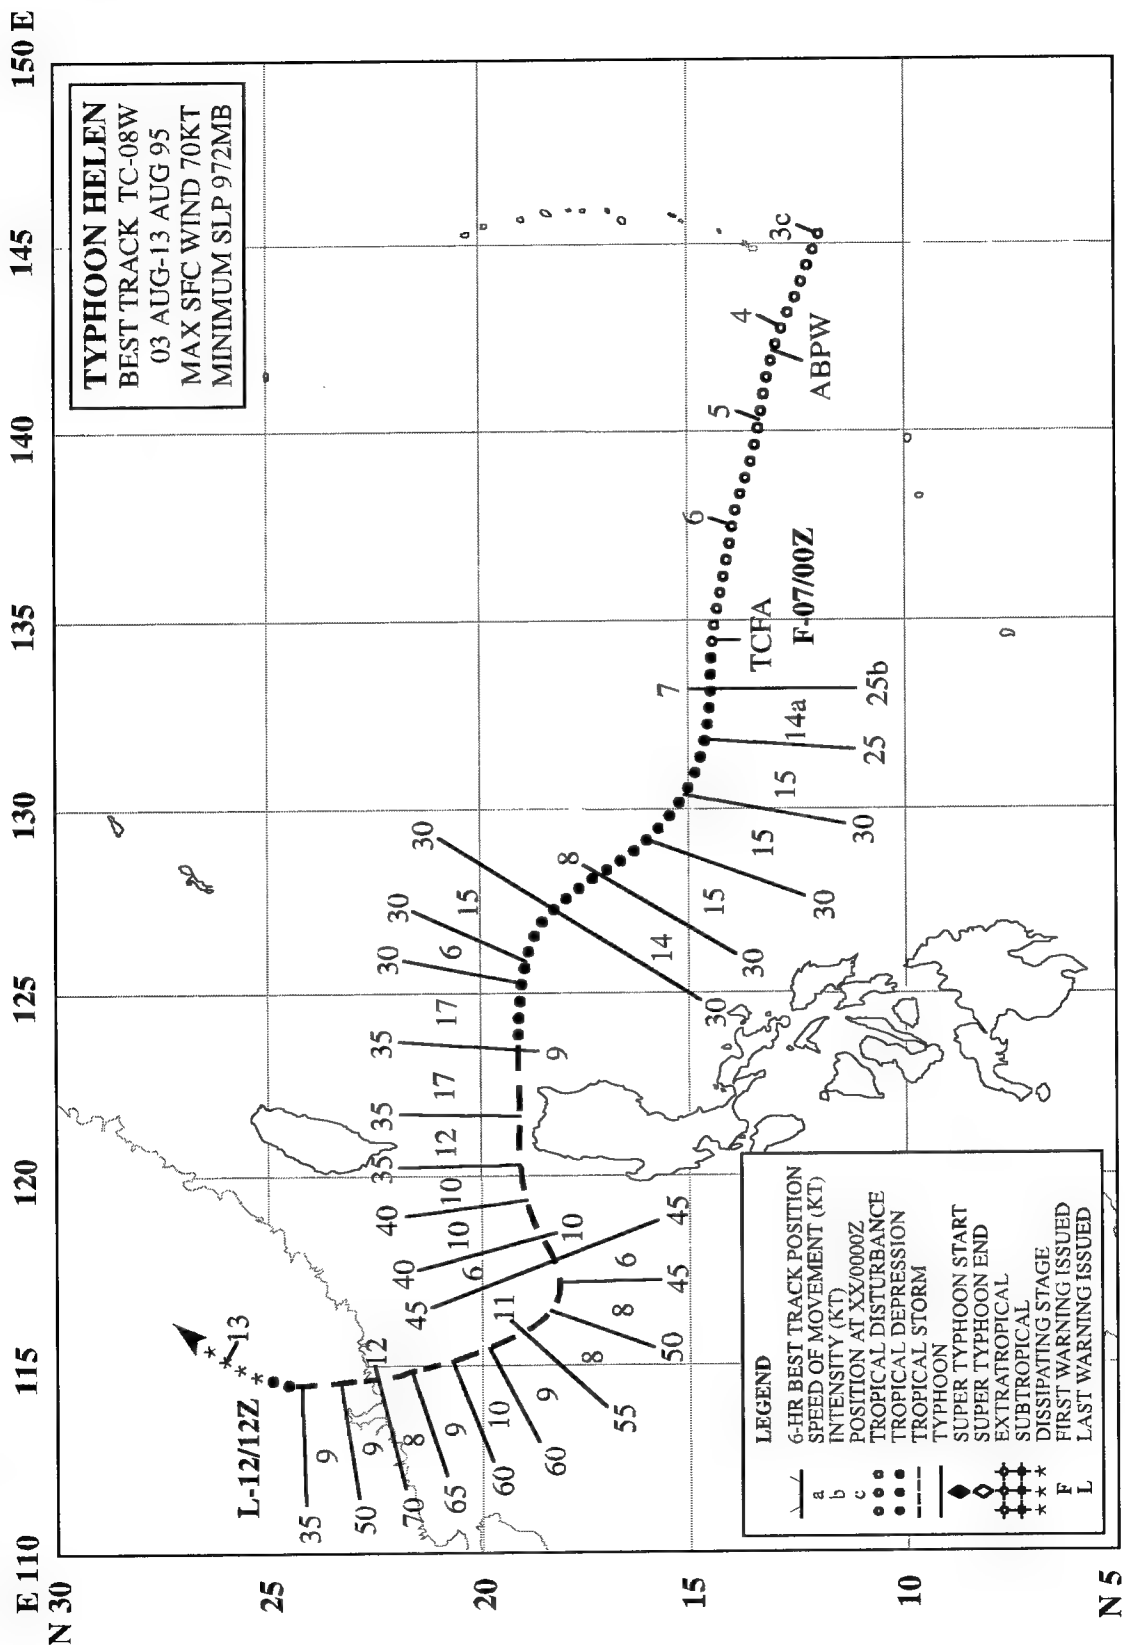 TYPHOON HELEN
BEST TRACK TC-08W
03 AUG-13 AUG 95
MAX SFC WIND 70KT
MINIMUM SLP 972MB
E 110
115
120
125
130
135
140
145
150 E
N 30
25
20
15
10
N 5
3c
4
ABPW
5
6
TCFA
F-07/00Z
7
25b
14a
25
15
30
15
30
15
8
30
14
30
30
15
30
6
30
17
35
9
17
35
12
35
10
40
10
40
10
6
45
45
6
45
8
50
11
8
55
9
60
10
60
9
65
8
12
70
9
50
9
35
L-12/12Z
13
LEGEND
6-HR BEST TRACK POSITION
a SPEED OF MOVEMENT (KT)
b INTENSITY (KT)
c POSITION AT XX/0000Z
TROPICAL DISTURBANCE
TROPICAL DEPRESSION
TROPICAL STORM
TYPHOON
SUPER TYPHOON START
SUPER TYPHOON END
EXTRATROPICAL
SUBTROPICAL
*** DISSIPATING STAGE
F FIRST WARNING ISSUED
L LAST WARNING ISSUED